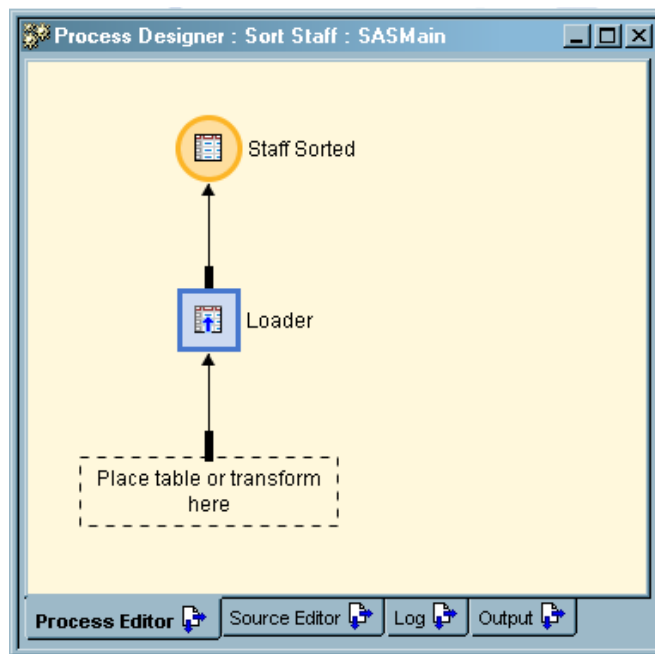 Process Designer : Sort Staff : SASMain
Staff Sorted
Loader
Place table or transform
here
Process Editor Source Editor Log Output